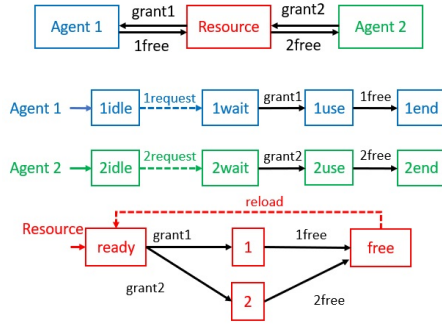 grant1
grant2
Agent 1
Resource
Agent 2
1free
2free
Agent 1
1idle
1request
1wait
grant1
1use
1free
1end
Agent 2
2idle
2request
2wait
grant2
2use
2free
2end
reload
Resource
ready
grant1
1
1free
free
grant2
2
2free